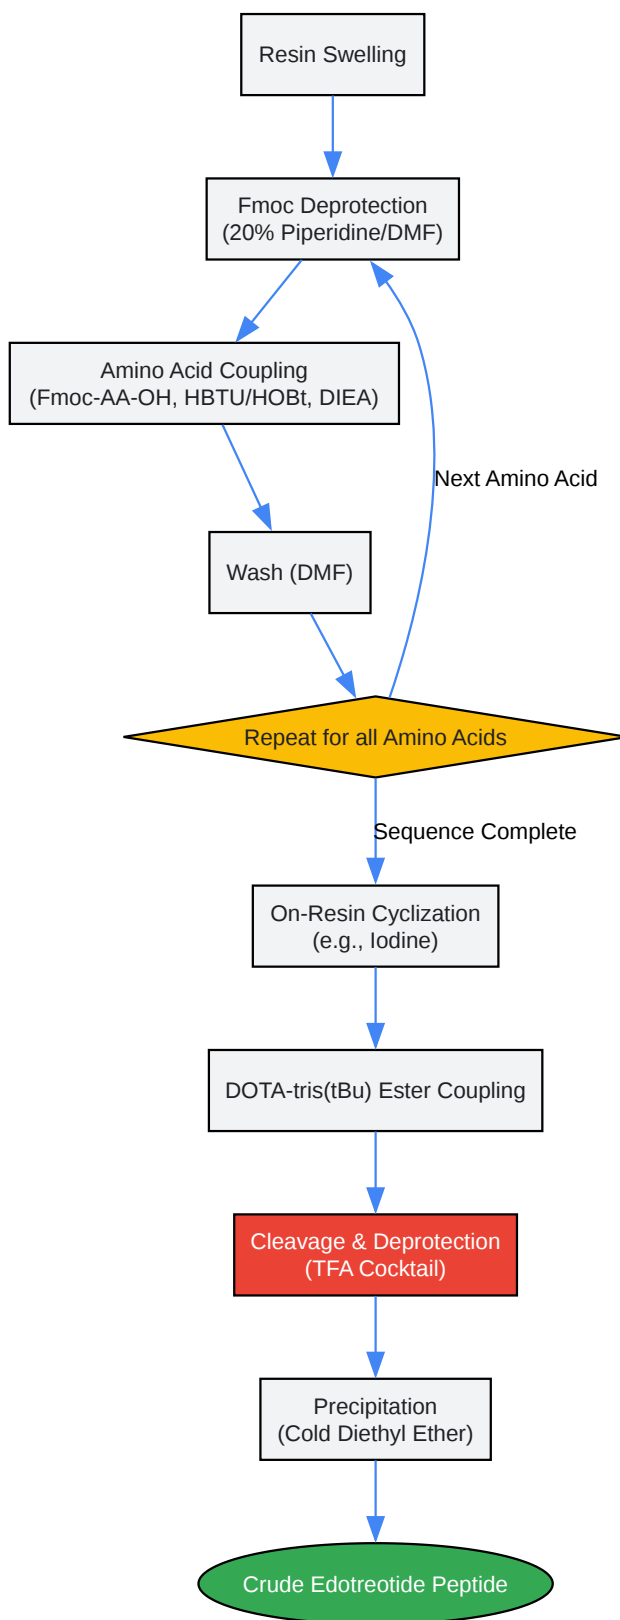 Resin Swelling
Fmoc Deprotection
(20% Piperidine/DMF)
Amino Acid Coupling
(Fmoc-AA-OH, HBTU/HOBt, DIEA)
Next Amino Acid
Wash (DMF)
Repeat for all Amino Acids
Sequence Complete
On-Resin Cyclization
(e.g., Iodine)
DOTA-tris(tBu) Ester Coupling
Cleavage & Deprotection
(TFA Cocktail)
Precipitation
(Cold Diethyl Ether)
Crude Edotreotide Peptide